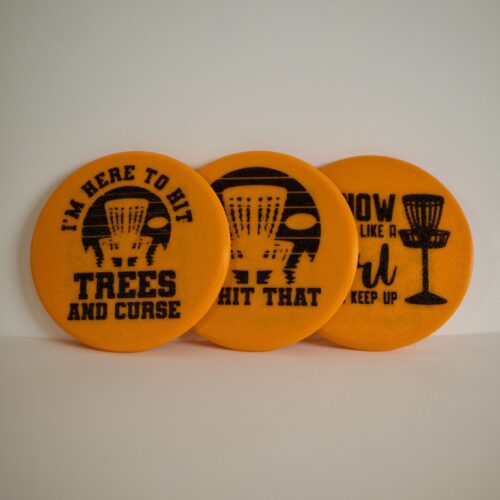 I'M HERE TO HIT
TREES
AND CURSE
HIT THAT
LIKE A
KEEP UP